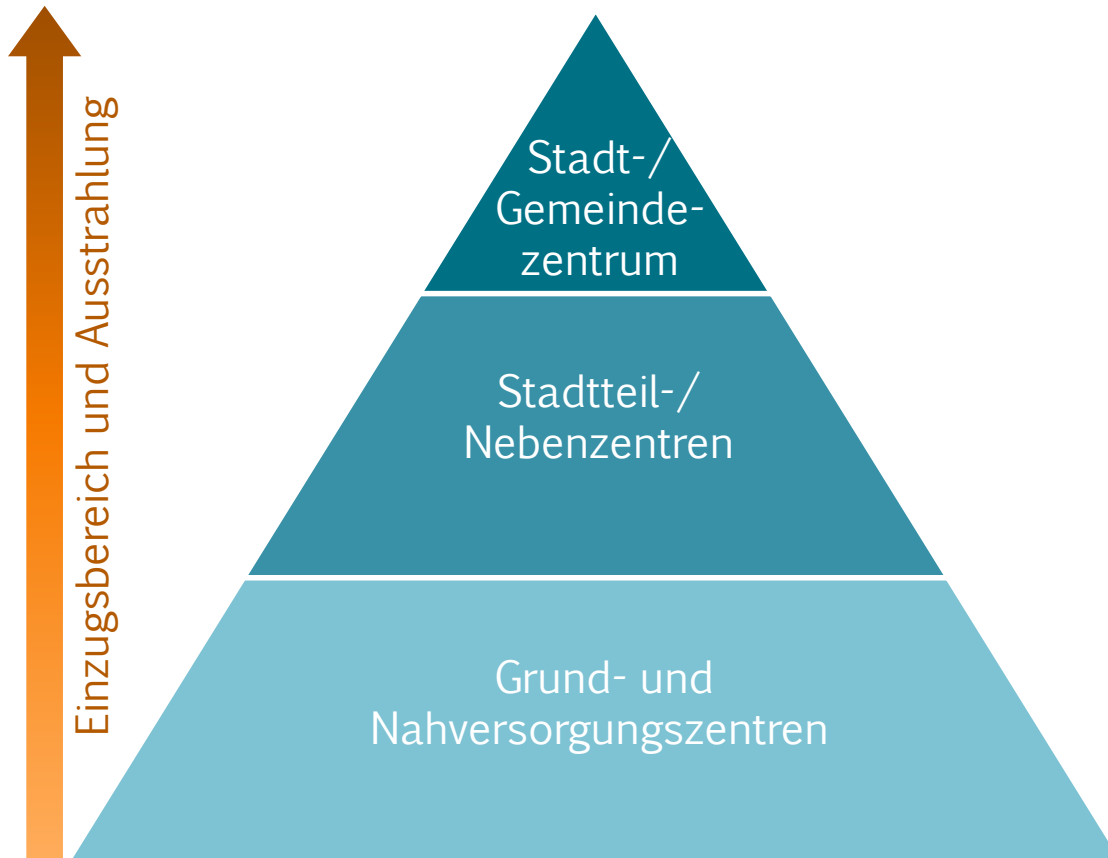 Einzugsbereich und Ausstrahlung
Stadt-/
Gemeinde-
zentrum
Stadtteil-/
Nebenzentren
Grund- und
Nahversorgungszentren